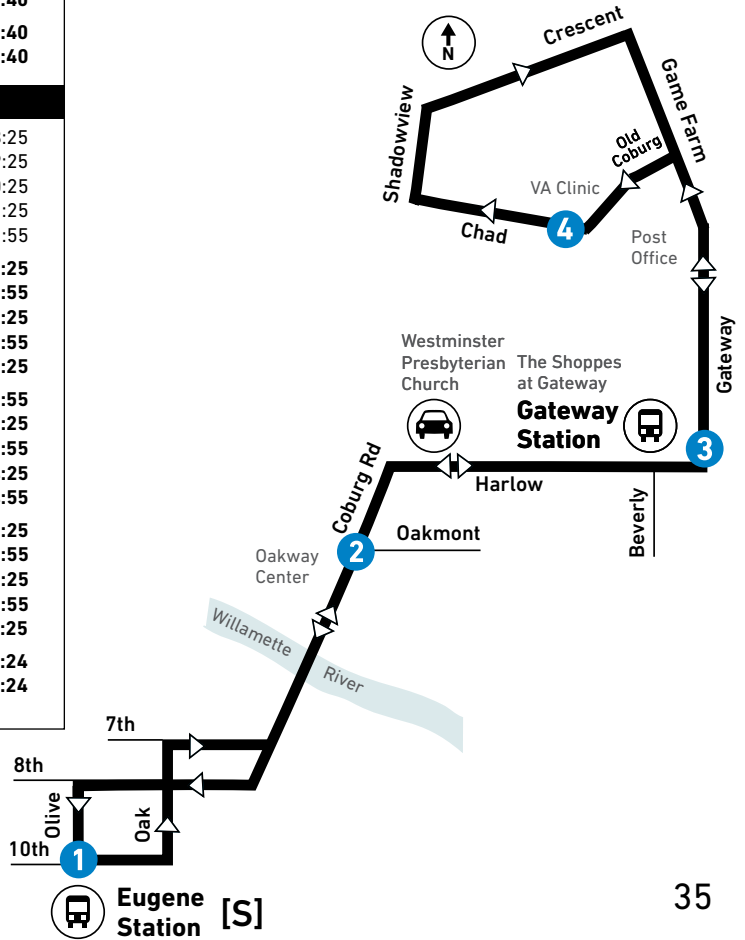 :40
:40
:40
:25
:25
:25
:25
:55
:25
:55
:25
:55
:25
:55
:25
:55
:25
:55
:25
:55
:25
:55
:25
:24
:24
N
Crescent
Shadowview
Game Farm
Old
Coburg
VA Clinic
4
Chad
Post
Office
Gateway
Westminster
Presbyterian
Church
The Shoppes
at Gateway
Gateway
Station
3
Harlow
Beverly
Coburg Rd
2
Oakmont
Oakway
Center
Willamette
River
7th
8th
Olive
Oak
10th
1
Eugene
Station
[S]
35